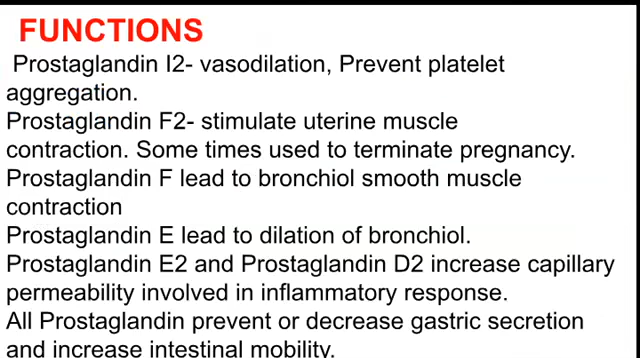 FUNCTIONS
Prostaglandin I2- vasodilation, Prevent platelet
aggregation.
Prostaglandin F2- stimulate uterine muscle
contraction. Some times used to terminate pregnancy.
Prostaglandin F lead to bronchiol smooth muscle
contraction
Prostaglandin E lead to dilation of bronchiol.
Prostaglandin E2 and Prostaglandin D2 increase capillary
permeability involved in inflammatory response.
All Prostaglandin prevent or decrease gastric secretion
and increase intestinal mobility.